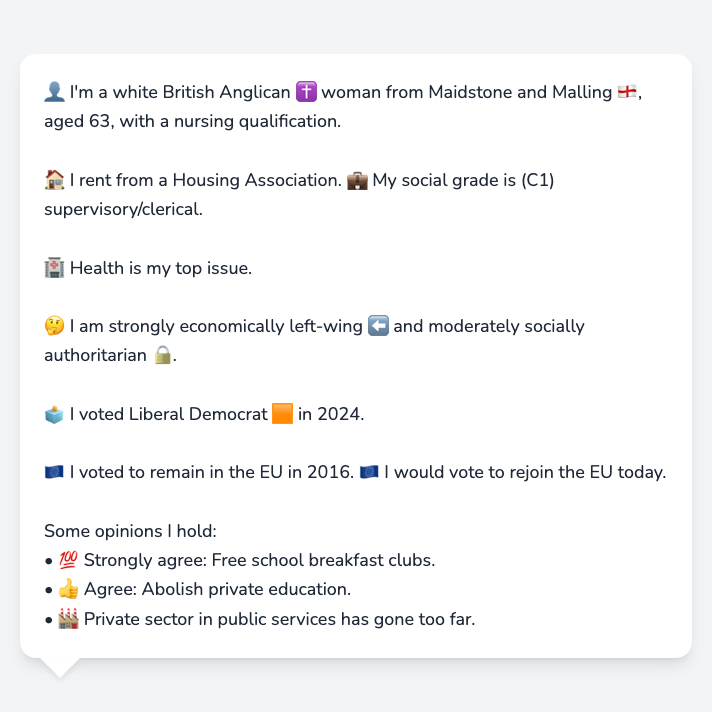 👤 I'm a white British Anglican ✝️ woman from Maidstone and Malling 🏴󠁧󠁢󠁥󠁮󠁧󠁿,
aged 63, with a nursing qualification.
🏠 I rent from a Housing Association. 💼 My social grade is (C1)
supervisory/clerical.
🏥 Health is my top issue.
🤔 I am strongly economically left-wing ⬅️ and moderately socially
authoritarian 🔒.
🗳️ I voted Liberal Democrat 🟧 in 2024.
🇪🇺 I voted to remain in the EU in 2016. 🇪🇺 I would vote to rejoin the EU today.
Some opinions I hold:
• 💯 Strongly agree: Free school breakfast clubs.
• 👍 Agree: Abolish private education.
• 🏭 Private sector in public services has gone too far.